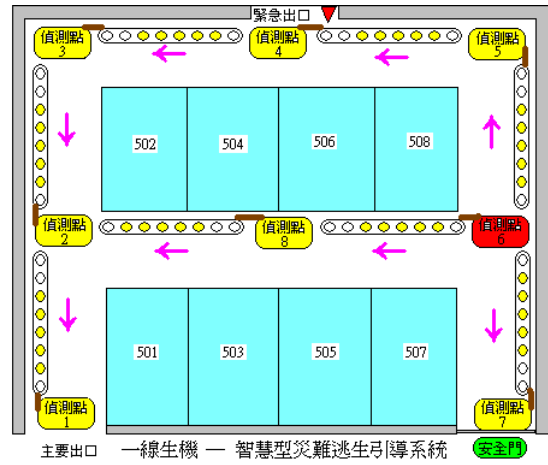 緊急出口
偵測點
3
偵測點
4
偵測點
5
502
504
506
508
偵測點
2
偵測點
8
偵測點
6
501
503
505
507
偵測點
1
偵測點
7
主要出口
一線生機 — 智慧型災難逃生引導系統
安全門